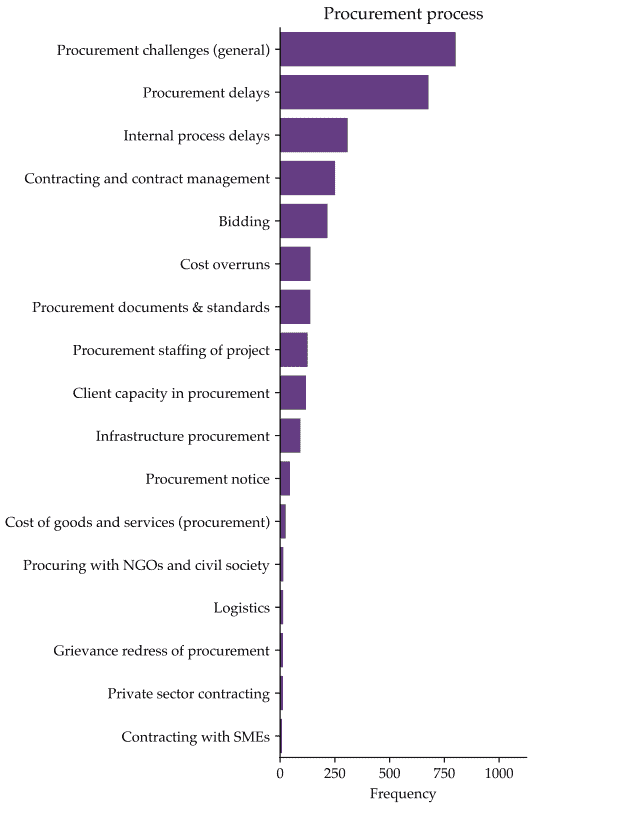 Procurement process
Procurement challenges (general)
Procurement delays
Internal process delays
Contracting and contract management
Bidding
Cost overruns
Procurement documents & standards
Procurement staffing of project
Client capacity in procurement
Infrastructure procurement
Procurement notice
Cost of goods and services (procurement)
Procuring with NGOs and civil society
Logistics
Grievance redress of procurement
Private sector contracting
Contracting with SMEs
0 250 500 750 1000
Frequency